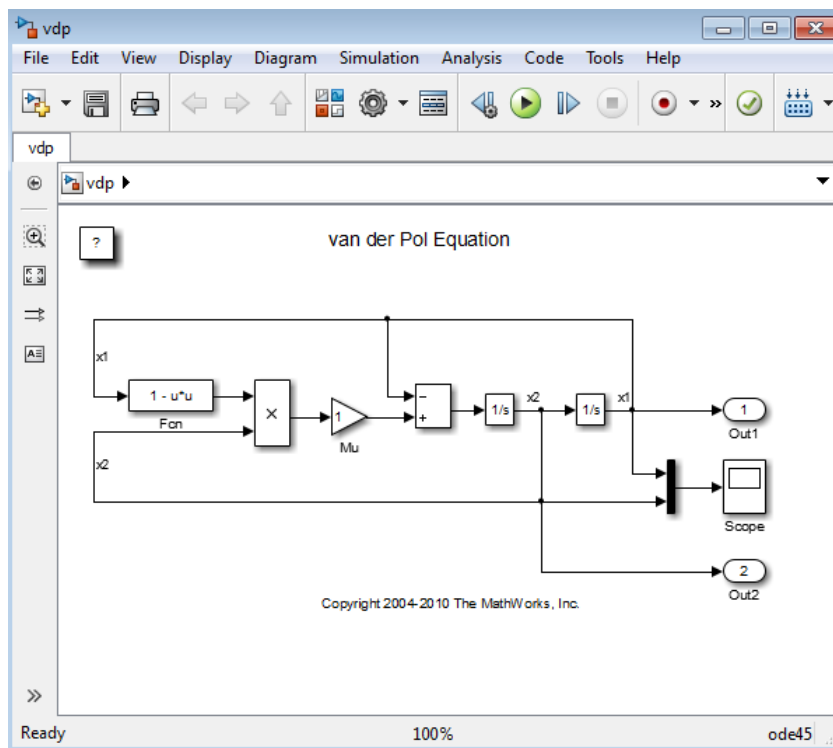 vdp
File Edit View Display Diagram Simulation Analysis Code Tools Help
»
vdp
vdp
?
van der Pol Equation
x1
1 - u*u
Fcn
×
1
Mu
−
+
1/s
x2
1/s
x1
1
Out1
x2
Scope
2
Out2
Copyright 2004-2010 The MathWorks, Inc.
»
Ready 100% ode45